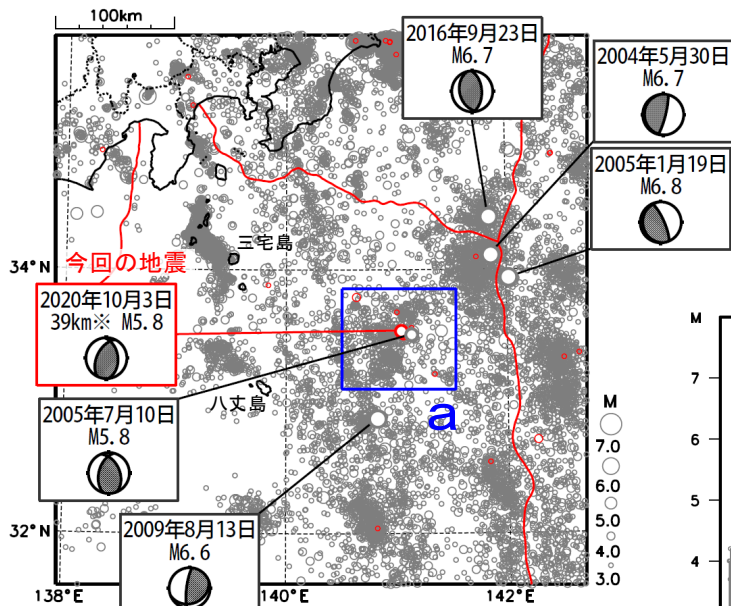 100km
2016年9月23日
M6.7
2004年5月30日
M6.7
2005年1月19日
M6.8
三宅島
34°N
今回の地震
2020年10月3日
39km※ M5.8
八丈島
a
2005年7月10日
M5.8
2009年8月13日
M6.6
32°N
138°E
140°E
142°E
M
7.0
6.0
5.0
4.0
3.0
M
7
6
5
4